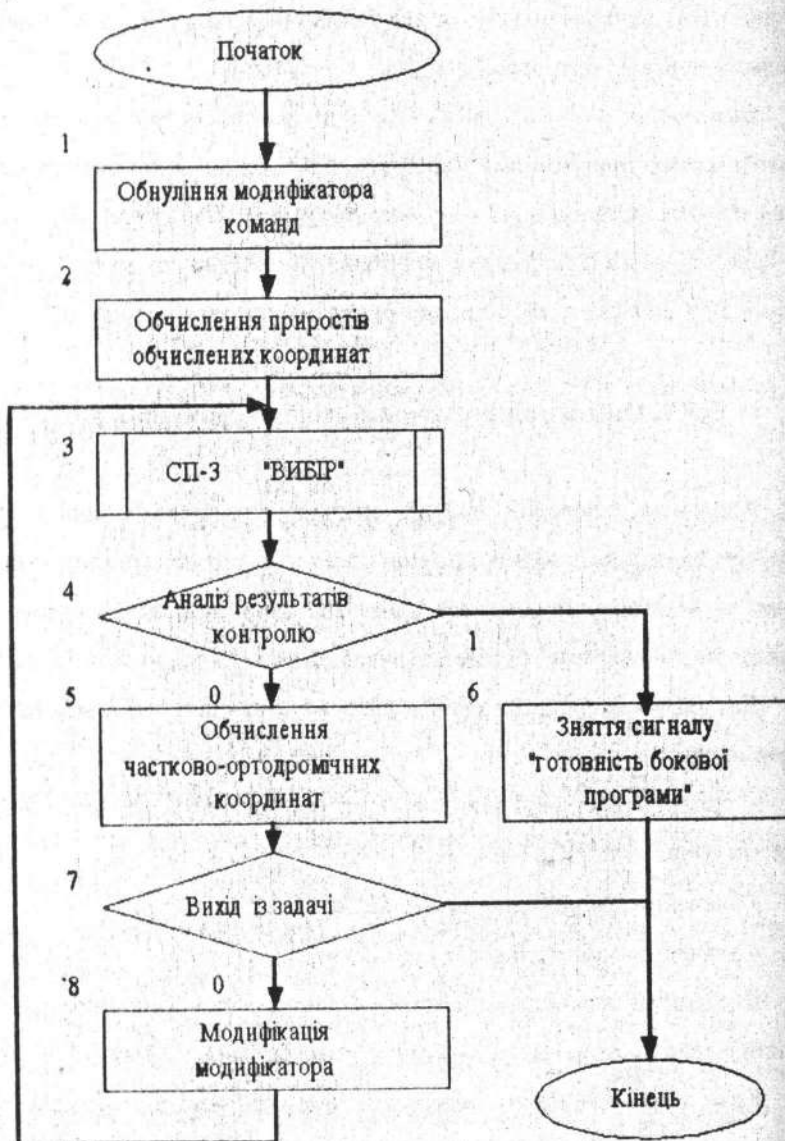 Початок
1
Обнуління модифікатора
команд
2
Обчислення приростів
обчислених координат
3
СП-3 "ВИБІР"
4
Аналіз результатів
контролю
1
5
0
6
Обчислення
частково-ортодромічних
координат
Зняття сигналу
"готовність бокової
програми"
7
Вихід із задачі
8
0
Модифікація
модифікатора
Кінець